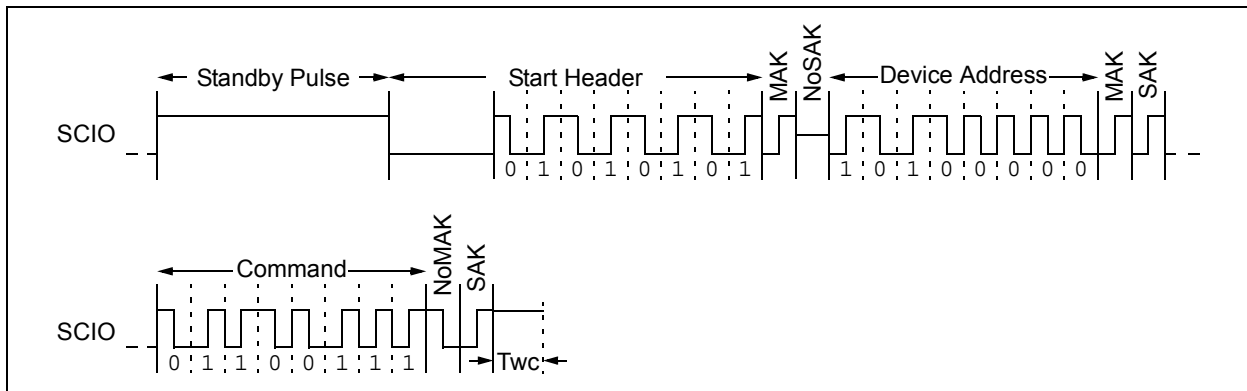 Standby Pulse
Start Header
MAK
NoSAK
Device Address
MAK
SAK
SCIO
0 1 0 1 0 1 0 1
1 0 1 0 0 0 0 0
Command
NoMAK
SAK
SCIO
0 1 1 0 0 1 1 1
Twc